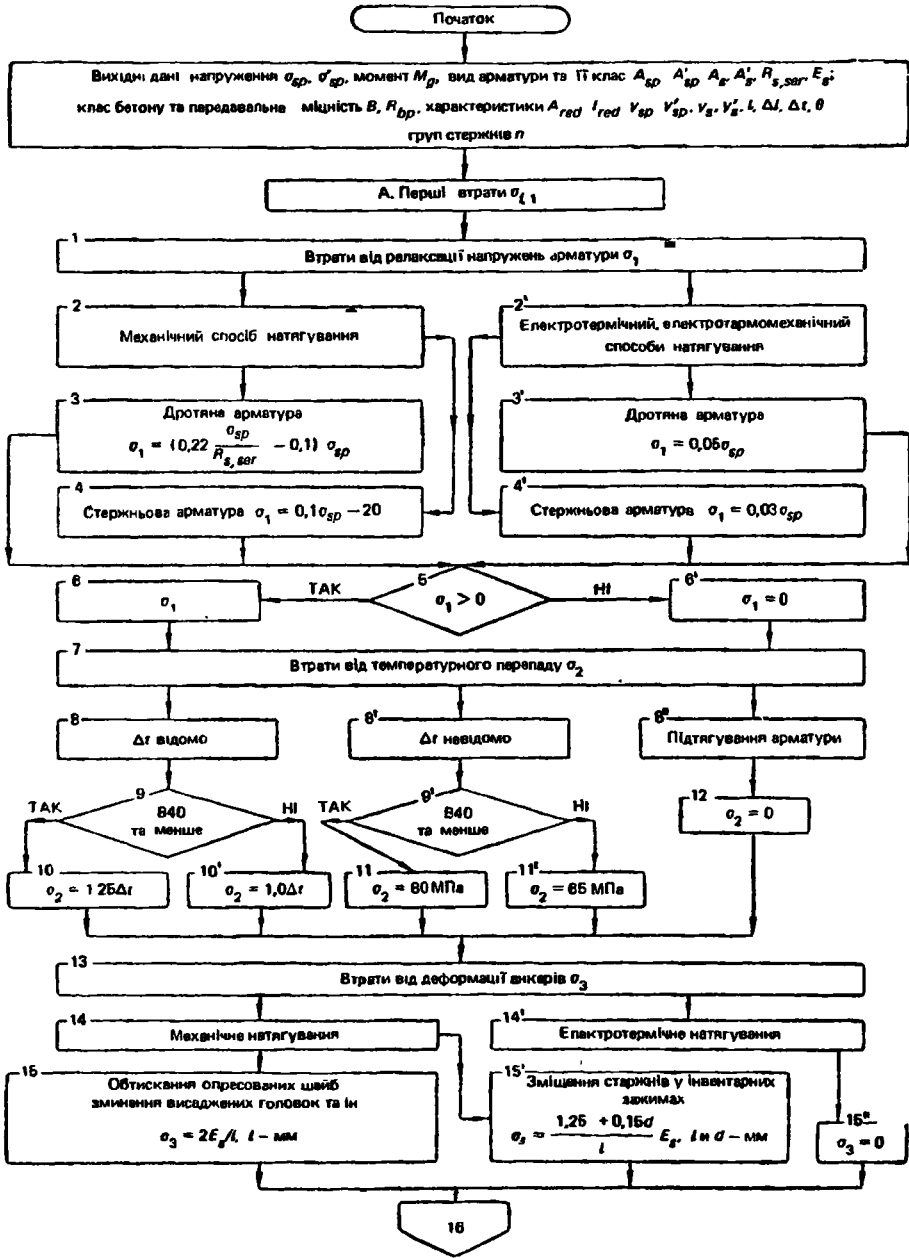 Початок
Вихідні дані напруження σsp, σ'sp, момент Mg, вид арматури та її клас Asp A'sp As, A's, Rs,ser, Es;
клас бетону та передавальна міцність B, Rbp, характеристики Ared Ired ysp y'sp, ys, y's, l, Δl, Δt, θ
груп стержнів n
А. Перші втрати σl,1
1
Втрати від релаксації напружень арматури σ1
2
Механічний спосіб натягування
2'
Електротермічний, електротармомеханічний
способи натягування
3
Дротяна арматура
σ1 = (0,22 σsp/Rs,ser − 0,1) σsp
3'
Дротяна арматура
σ1 = 0,05σsp
4
Стержньова арматура σ1 = 0,1σsp − 20
4'
Стержньова арматура σ1 = 0,03σsp
5
σ1 > 0
ТАК
НІ
6
σ1
6'
σ1 = 0
7
Втрати від температурного перепаду σ2
8
Δt відомо
8'
Δt невідомо
8"
Підтягування арматури
9
ТАК
НІ
В40
та менше
9'
ТАК
НІ
В40
та менше
12
σ2 = 0
10
σ2 = 1 25Δt
10'
σ2 = 1,0Δt
11
σ2 = 80 МПа
11'
σ2 = 65 МПа
13
Втрати від деформації анкерів σ3
14
Механічне натягування
14'
Електротермічне натягування
15
Обтискання опресованих шайб
зминання висаджених головок та ін
σ3 = 2Es/l, l − мм
15'
Зміщення старжнів у інвентарних
зажимах
σ3 = (1,25 + 0,15d)/l Es, l и d − мм
15"
σ3 = 0
16